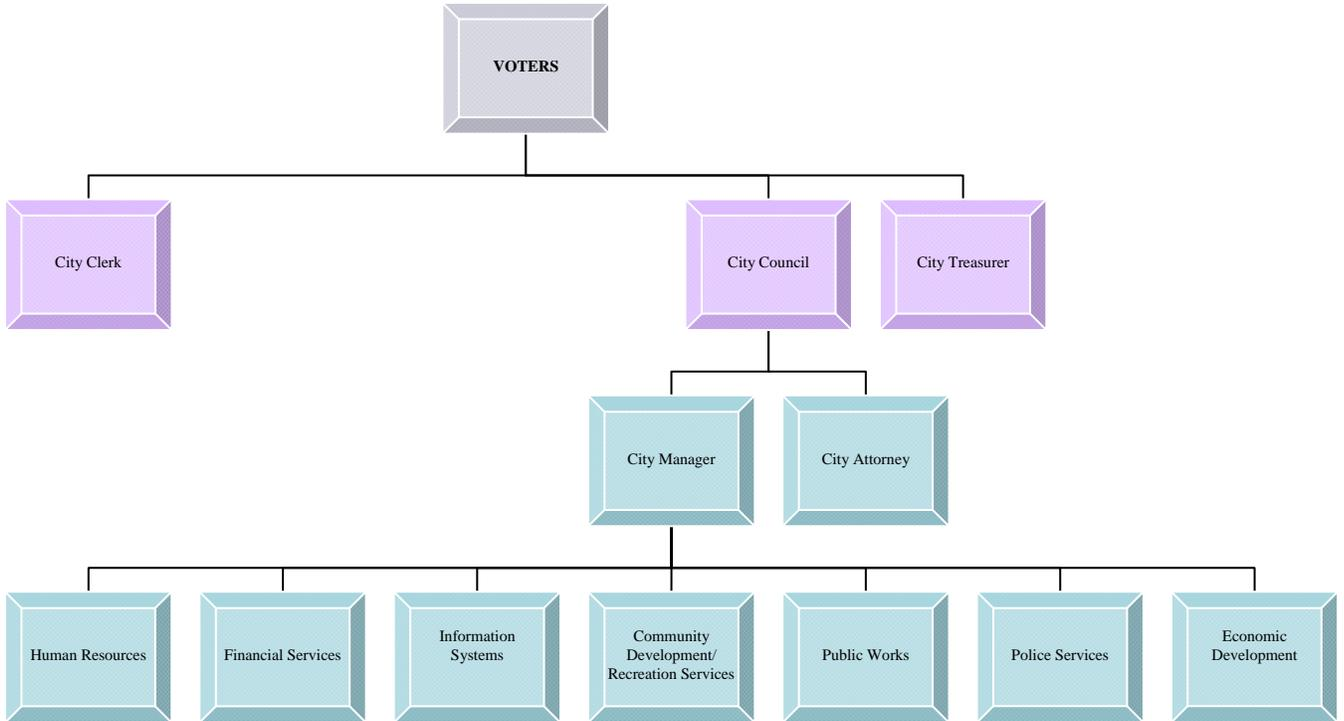 VOTERS
City Clerk
City Council
City Treasurer
City Manager
City Attorney
Human Resources
Financial Services
Information
Systems
Community
Development/
Recreation Services
Public Works
Police Services
Economic
Development